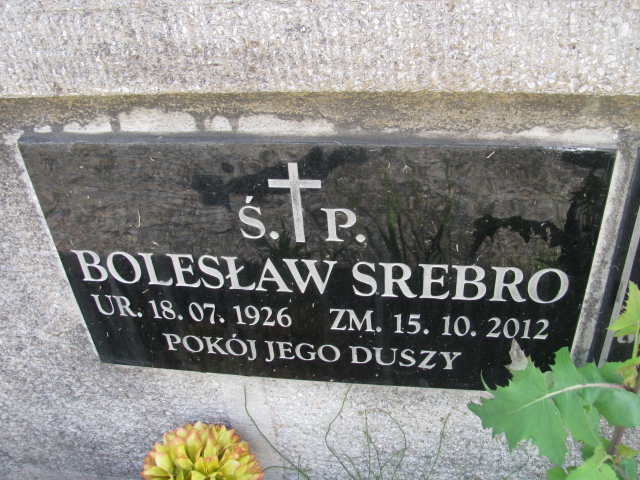 Ś. P.
BOLESŁAW SREBRO
UR. 18. 07. 1926 ZM. 15. 10. 2012
POKÓJ JEGO DUSZY